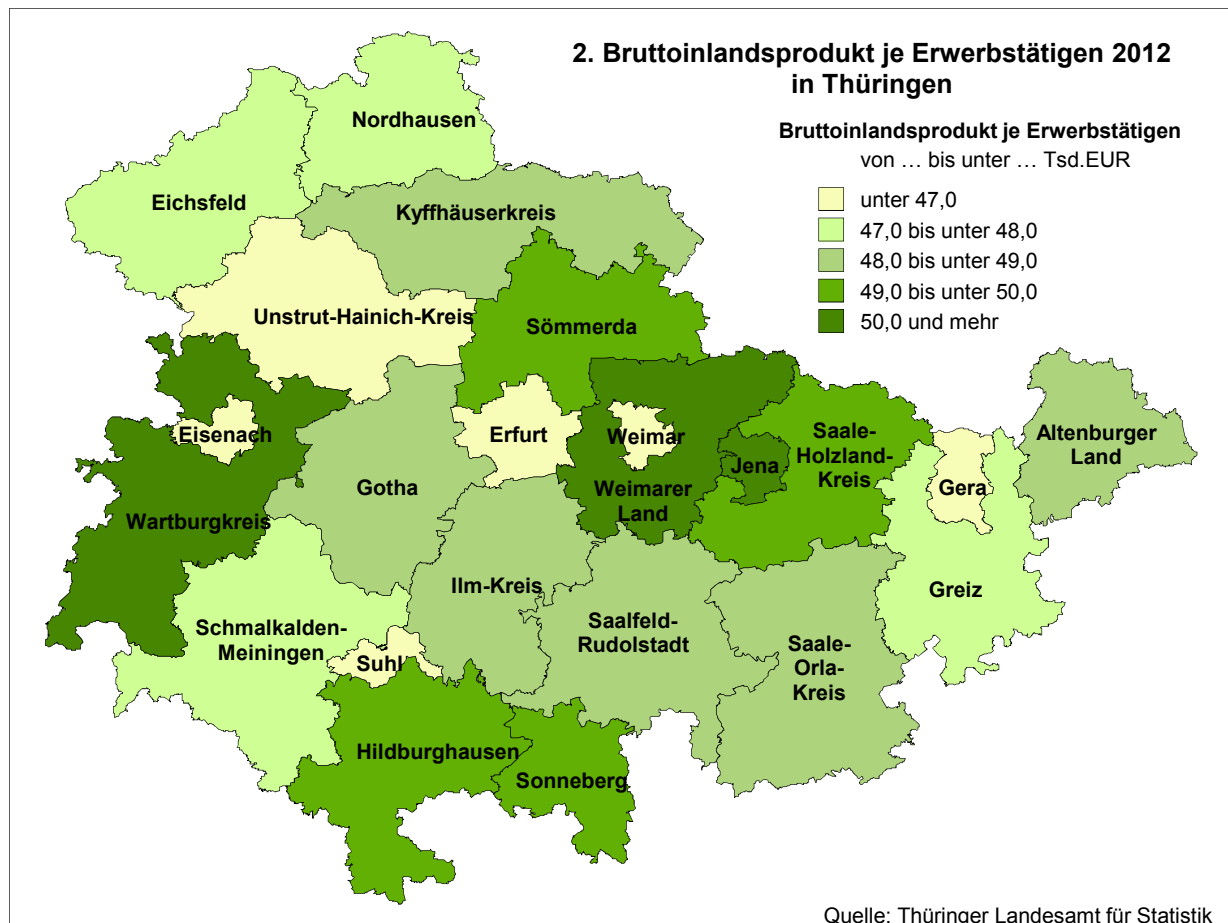 2. Bruttoinlandsprodukt je Erwerbstätigen 2012
in Thüringen
Bruttoinlandsprodukt je Erwerbstätigen
von … bis unter … Tsd.EUR
unter 47,0
47,0 bis unter 48,0
48,0 bis unter 49,0
49,0 bis unter 50,0
50,0 und mehr
Nordhausen
Eichsfeld
Kyffhäuserkreis
Unstrut-Hainich-Kreis
Sömmerda
Eisenach
Erfurt
Weimar
Jena
Saale-
Holzland-
Kreis
Altenburger
Land
Gotha
Gera
Weimarer
Land
Wartburgkreis
Ilm-Kreis
Greiz
Saalfeld-
Rudolstadt
Schmalkalden-
Meiningen
Suhl
Saale-
Orla-
Kreis
Hildburghausen
Sonneberg
Quelle: Thüringer Landesamt für Statistik